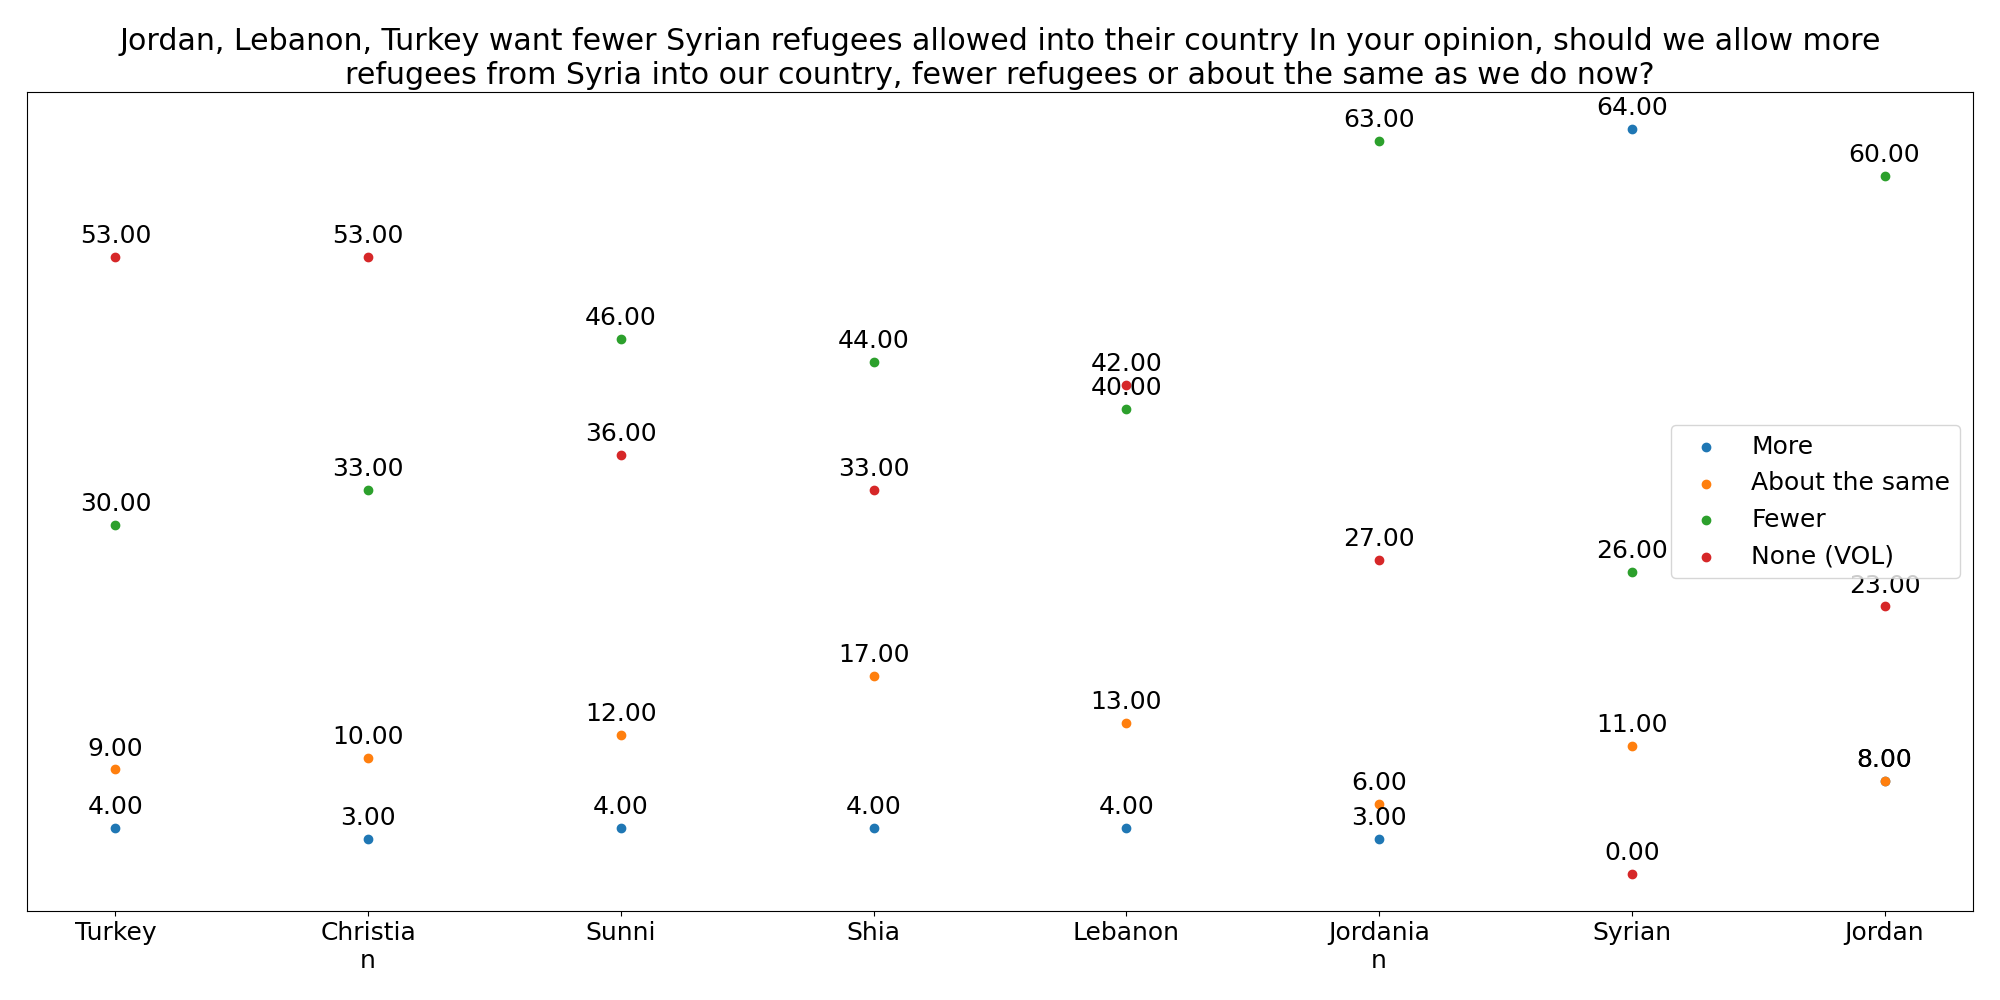 Jordan, Lebanon, Turkey want fewer Syrian refugees allowed into their country In your opinion, should we allow more
refugees from Syria into our country, fewer refugees or about the same as we do now?
64.00
63.00
60.00
53.00 53.00
46.00
44.00
42.00
40.00
36.00
33.00 33.00
30.00
27.00
26.00
23.00
More
About the same
Fewer
None (VOL)
17.00
13.00
12.00
11.00
10.00
9.00
8.00
6.00
4.00 3.00 4.00 4.00 4.00 3.00
0.00
Turkey Christia Sunni Shia Lebanon Jordania Syrian Jordan
n n